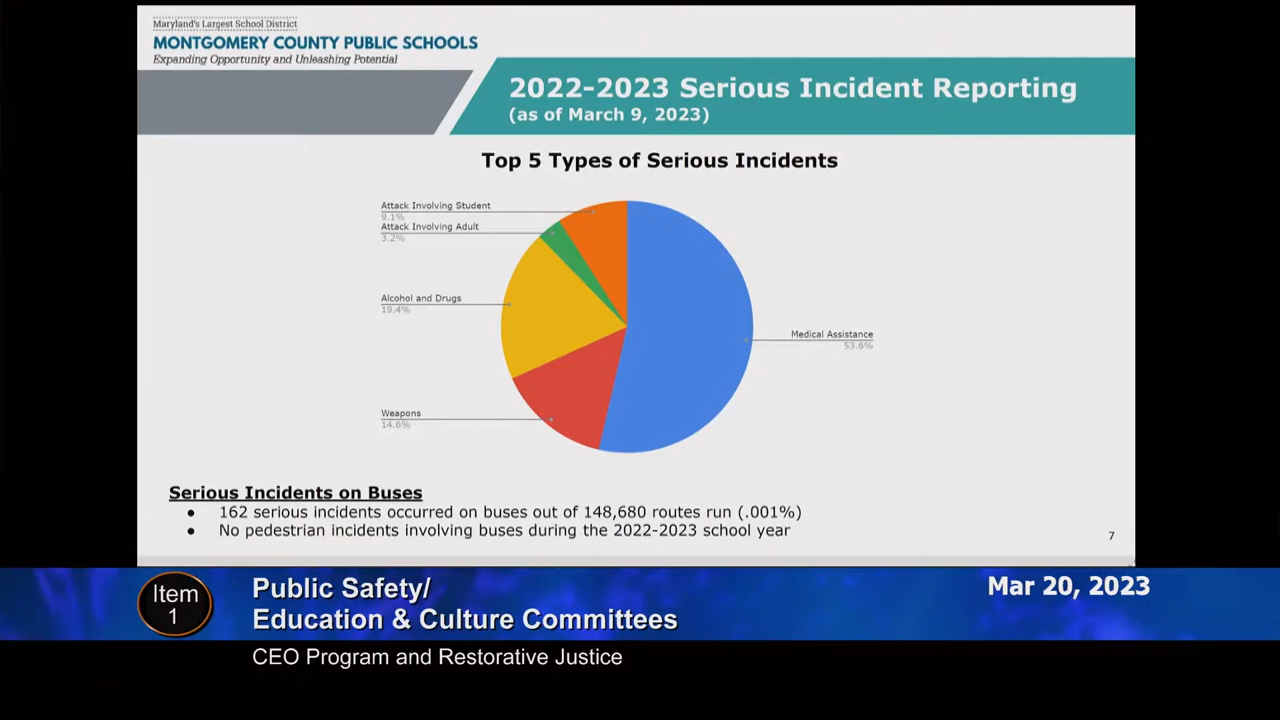 Maryland's Largest School District
MONTGOMERY COUNTY PUBLIC SCHOOLS
Expanding Opportunity and Unleashing Potential
2022-2023 Serious Incident Reporting
(as of March 9, 2023)
Top 5 Types of Serious Incidents
Attack Involving Student
9.1%
Attack Involving Adult
3.2%
Alcohol and Drugs
19.4%
Medical Assistance
53.6%
Weapons
14.6%
Serious Incidents on Buses
● 162 serious incidents occurred on buses out of 148,680 routes run (.001%)
● No pedestrian incidents involving buses during the 2022-2023 school year
7
Item
1
Public Safety/
Education & Culture Committees
Mar 20, 2023
CEO Program and Restorative Justice